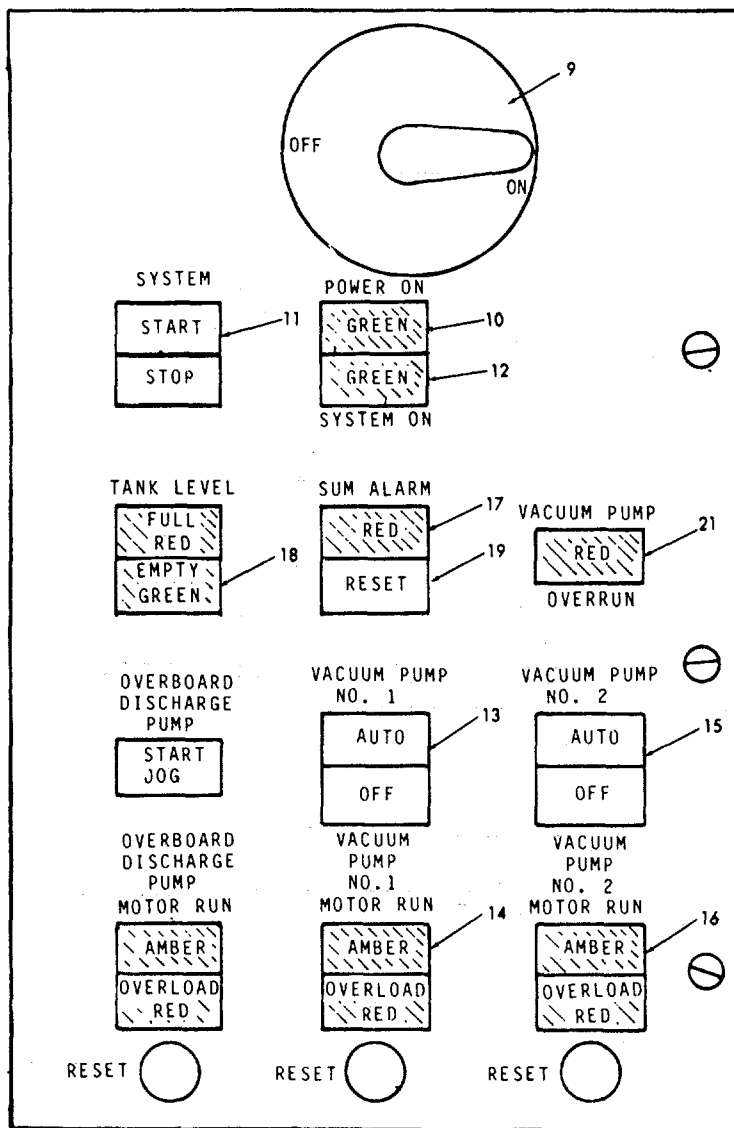 9
OFF
ON
SYSTEM
POWER ON
START
11
GREEN
10
STOP
GREEN
12
SYSTEM ON
TANK LEVEL
SUM ALARM
FULL
RED
RED
17
VACUUM PUMP
EMPTY
GREEN
18
RESET
19
RED
21
OVERRUN
OVERBOARD
DISCHARGE
PUMP
VACUUM PUMP
NO. 1
VACUUM PUMP
NO. 2
START
JOG
AUTO
13
AUTO
15
OFF
OFF
OVERBOARD
DISCHARGE
PUMP
MOTOR RUN
VACUUM
PUMP
NO.1
MOTOR RUN
VACUUM
PUMP
NO. 2
MOTOR RUN
AMBER
AMBER
14
AMBER
16
OVERLOAD
RED
OVERLOAD
RED
OVERLOAD
RED
RESET
RESET
RESET